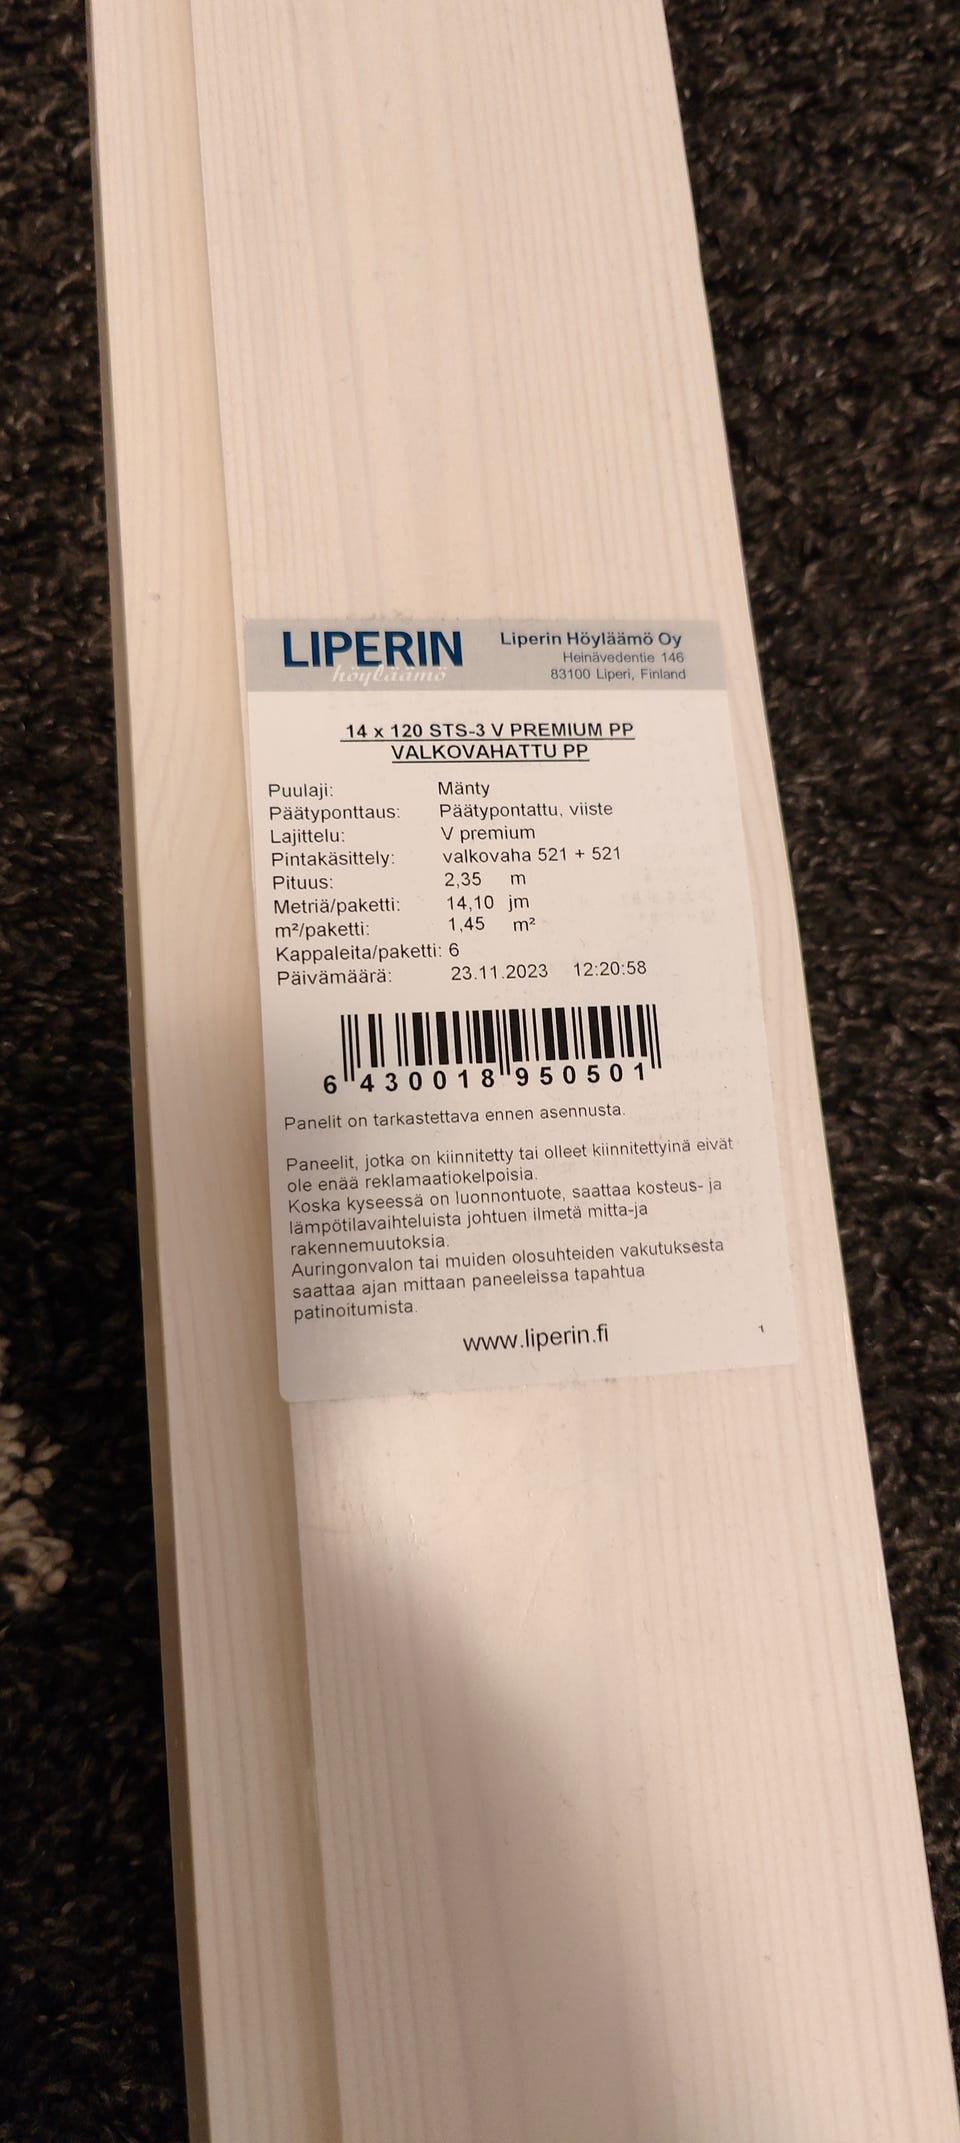 LIPERIN
höyläämö
Liperin Höyläämö Oy
Heinävedentie 146
83100 Liperi, Finland
14 x 120 STS-3 V PREMIUM PP
VALKOVAHATTU PP
Puulaji: Mänty
Päätyponttaus: Päätypontattu, viiste
Lajittelu: V premium
Pintakäsittely: valkovaha 521 + 521
Pituus: 2,35 m
Metriä/paketti: 14,10 jm
m²/paketti: 1,45 m²
Kappaleita/paketti: 6
Päivämäärä: 23.11.2023 12:20:58
6 430018 950501
Panelit on tarkastettava ennen asennusta.
Paneelit, jotka on kiinnitetty tai olleet kiinnitettyinä eivät
ole enää reklamaatiokelpoisia.
Koska kyseessä on luonnontuote, saattaa kosteus- ja
lämpötilavaihteluista johtuen ilmetä mitta-ja
rakennemuutoksia.
Auringonvalon tai muiden olosuhteiden vakutuksesta
saattaa ajan mittaan paneeleissa tapahtua
patinoitumista.
www.liperin.fi
1